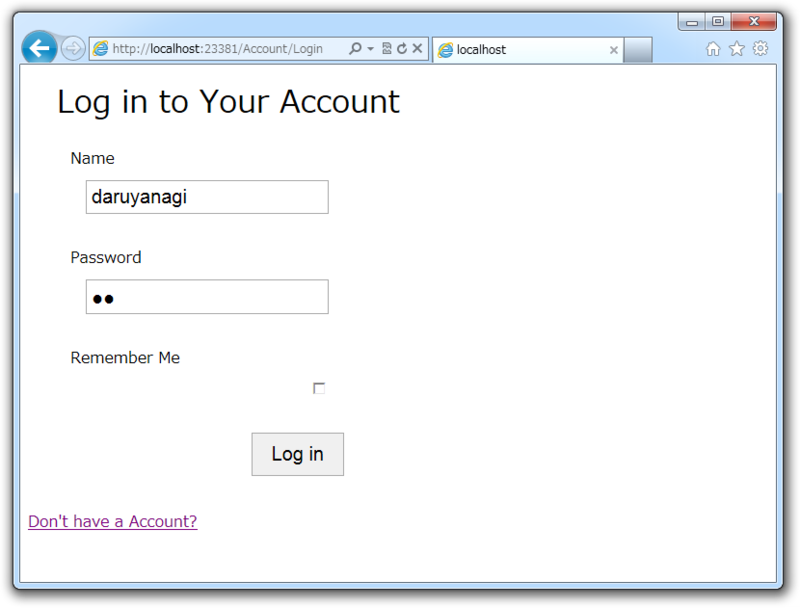 http://localhost:23381/Account/Login
localhost
Log in to Your Account
Name
daruyanagi
Password
●●
Remember Me
Log in
Don't have a Account?